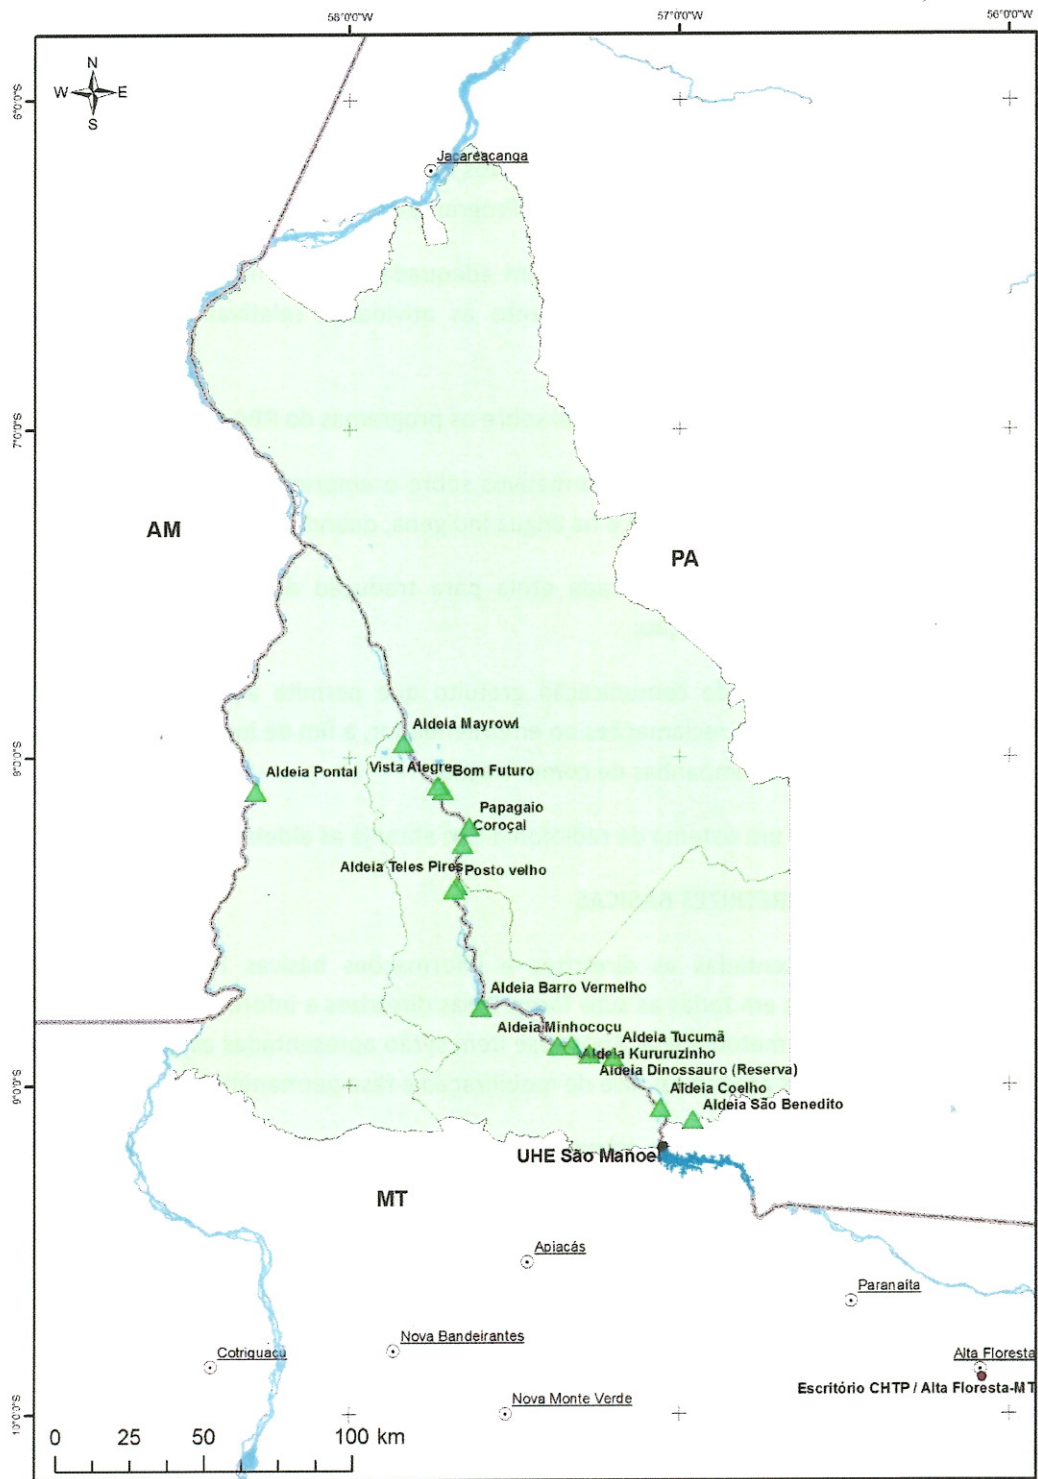 58°0'0"W
57°0'0"W
56°0'0"W
N
W E
S
6°0'0"S
Jacareacanga
7°0'0"S
AM
PA
Aldeia Mayrowi
8°0'0"S
Aldeia Pontal
Vista Alegre
Bom Futuro
Papagaio
Coroçal
Aldeia Teles Pires
Posto velho
Aldeia Barro Vermelho
Aldeia Minhocoçu
Aldeia Tucumã
Aldeia Kururuzinho
Aldeia Dinossauro (Reserva)
9°0'0"S
Aldeia Coelho
Aldeia São Benedito
UHE São Manoel
MT
Apiacás
Paranaíta
Nova Bandeirantes
Cotriguaçu
Alta Floresta
Escritório CHTP / Alta Floresta-MT
Nova Monte Verde
10°0'0"S
0 25 50 100 km